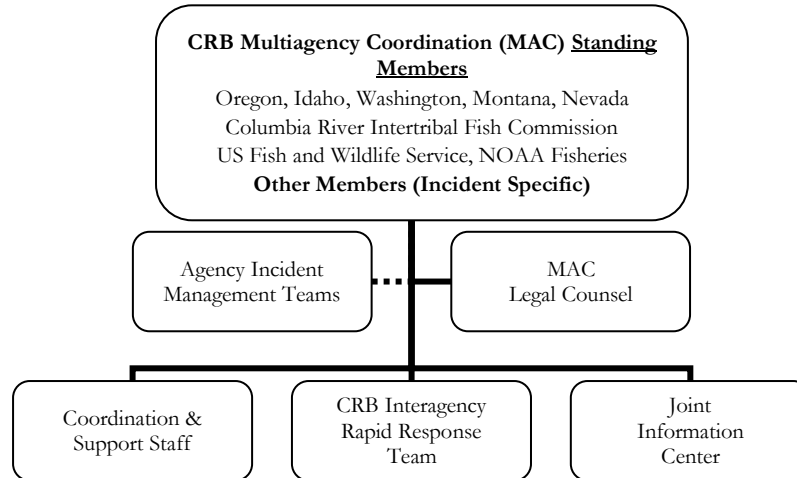 CRB Multiagency Coordination (MAC) Standing
Members
Oregon, Idaho, Washington, Montana, Nevada
Columbia River Intertribal Fish Commission
US Fish and Wildlife Service, NOAA Fisheries
Other Members (Incident Specific)
Agency Incident
Management Teams
MAC
Legal Counsel
Coordination &
Support Staff
CRB Interagency
Rapid Response
Team
Joint
Information
Center